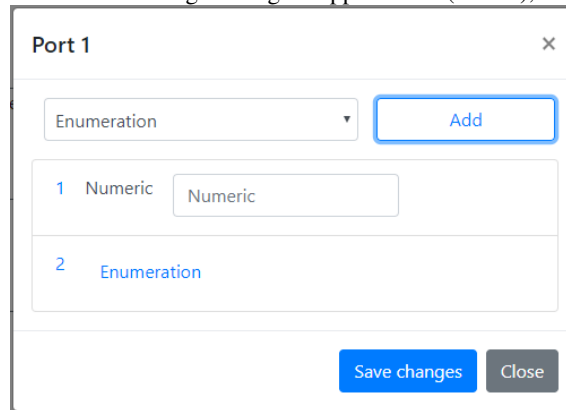 Port 1 ×
Enumeration Add
1 Numeric Numeric
2 Enumeration
Save changes Close